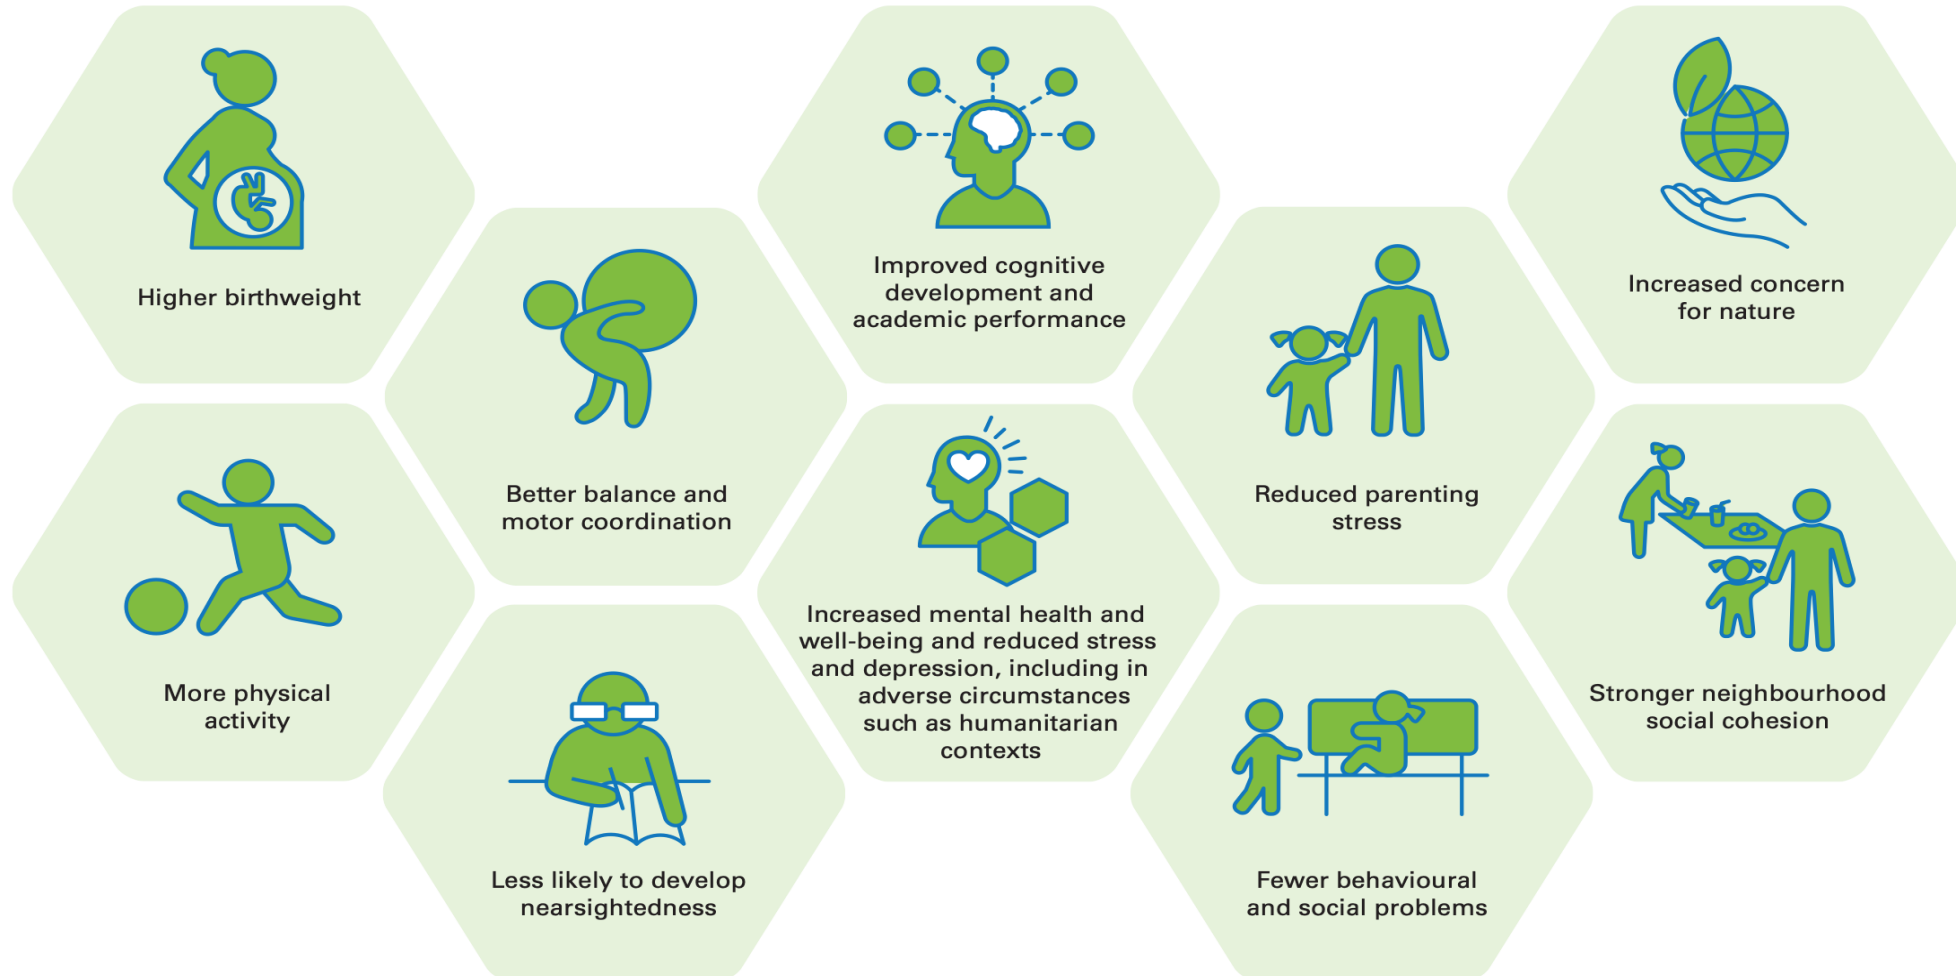 Higher birthweight
Improved cognitive
development and
academic performance
Increased concern
for nature
Better balance and
motor coordination
Reduced parenting
stress
More physical
activity
Increased mental health and
well-being and reduced stress
and depression, including in
adverse circumstances
such as humanitarian
contexts
Stronger neighbourhood
social cohesion
Less likely to develop
nearsightedness
Fewer behavioural
and social problems